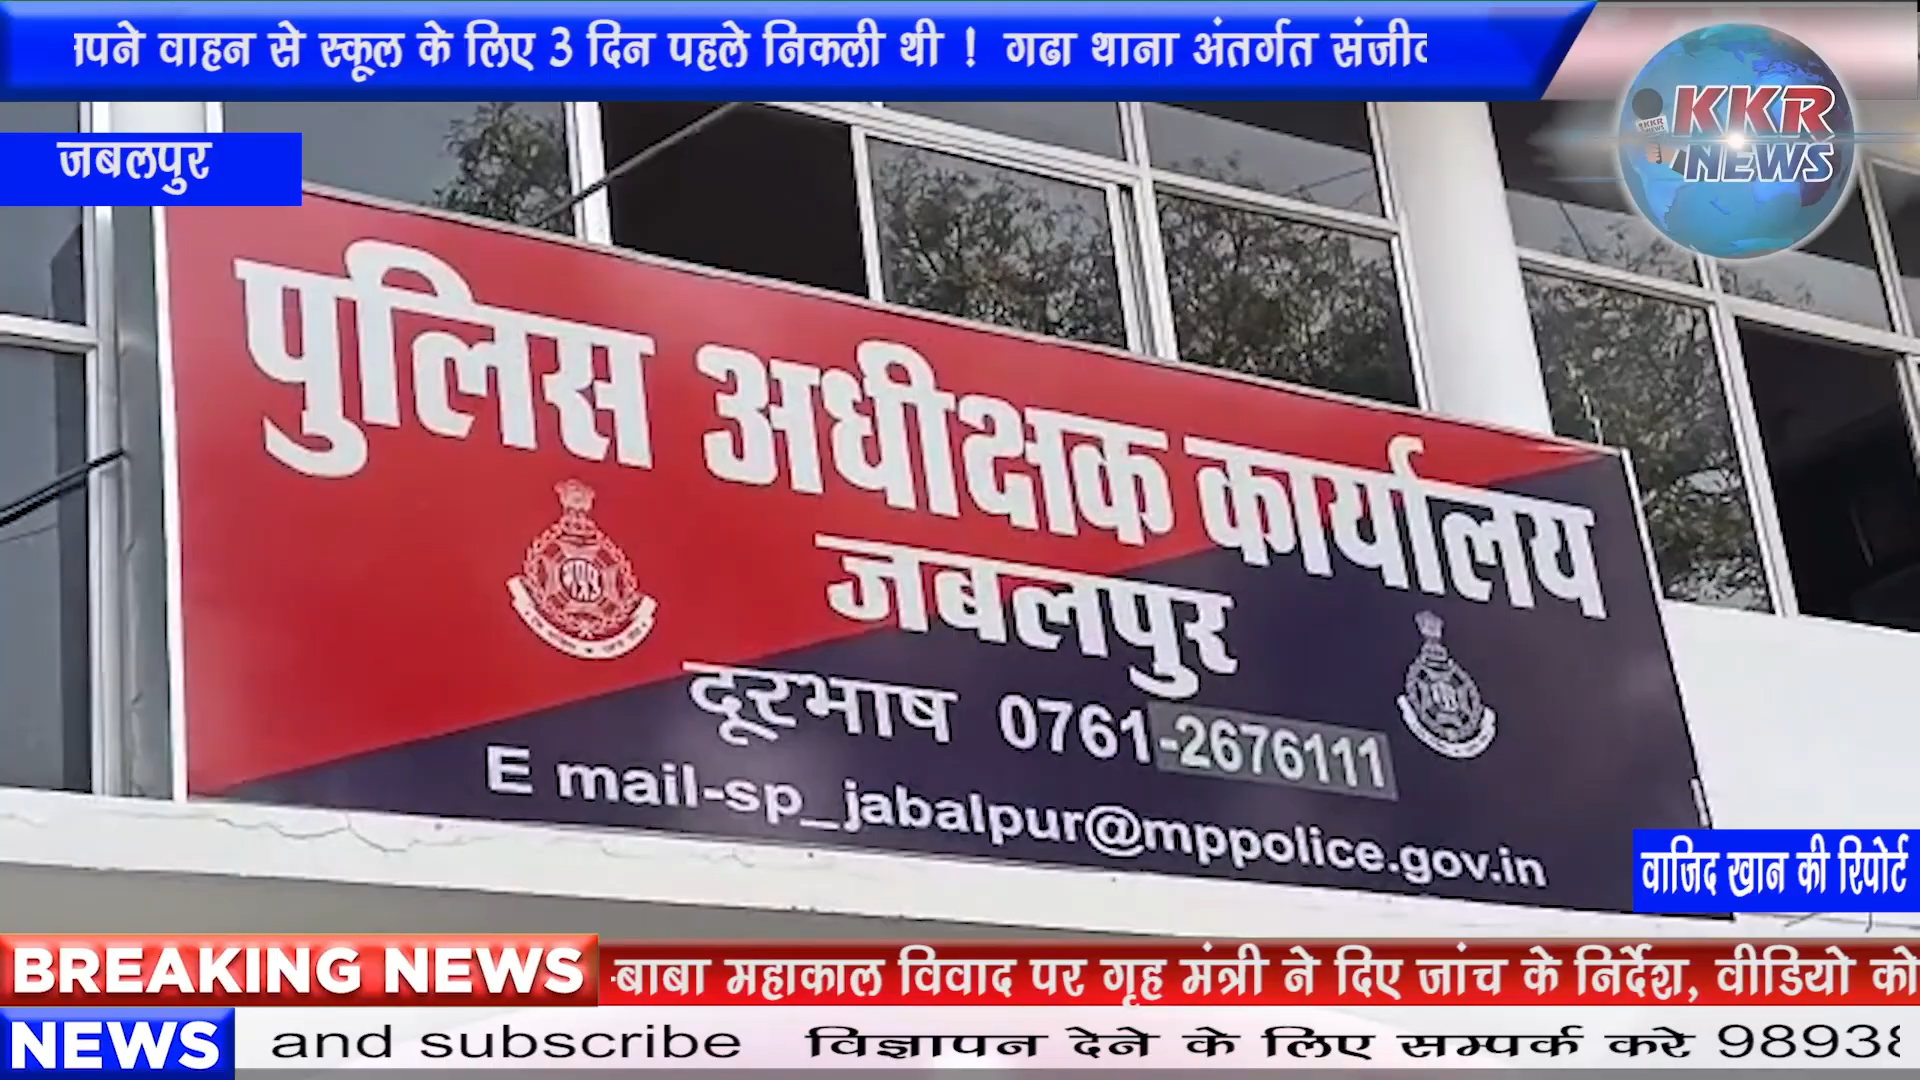 वाहन से स्कूल के लिए 3 दिन पहले निकली थी ! गढा थाना अंतर्गत
KKR
NEWS
जबलपुर
पुलिस अधीक्षक कार्यालय
जबलपुर
दूरभाष 0761-2676111
E mail-sp_jabalpur@mppolice.gov.in
वाजिद खान की रिपोर्ट
BREAKING NEWS
-बाबा महाकाल विवाद पर गृह मंत्री ने दिए जांच के निर्देश, वीडियो को
NEWS
and subscribe विज्ञापन देने के लिए सम्पर्क करे 9893